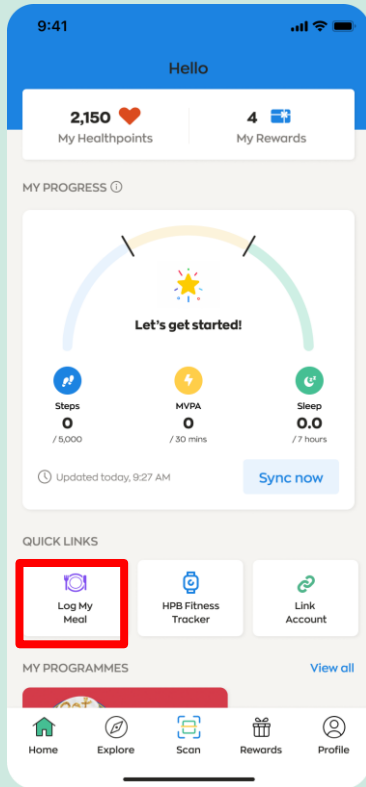 9:41
Hello
2,150
My Healthpoints
4
My Rewards
MY PROGRESS
Let's get started!
Steps
0
/ 5,000
MVPA
0
/ 30 mins
Sleep
0.0
/ 7 hours
Updated today, 9:27 AM
Sync now
QUICK LINKS
Log My
Meal
HPB Fitness
Tracker
Link
Account
MY PROGRAMMES
View all
Home
Explore
Scan
Rewards
Profile